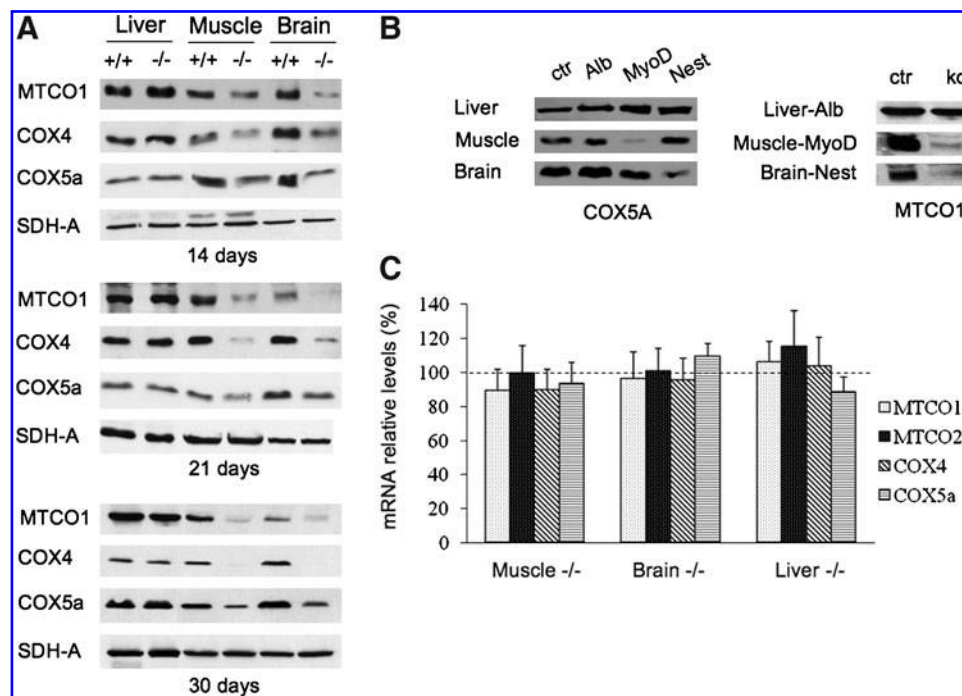 A
Liver Muscle Brain
+/+ -/- +/+ -/- +/+ -/-
MTCO1
COX4
COX5a
SDH-A
14 days
MTCO1
COX4
COX5a
SDH-A
21 days
MTCO1
COX4
COX5a
SDH-A
30 days
B
ctr Alb MyoD Nest
Liver
Muscle
Brain
COX5A
ctr
Liver-Alb
Muscle-MyoD
Brain-Nest
MTCO1
C
mRNA relative levels (%)
140
120
100
80
60
40
20
0
Muscle -/- Brain -/- Liver -/-
MTCO1
MTCO2
COX4
COX5a